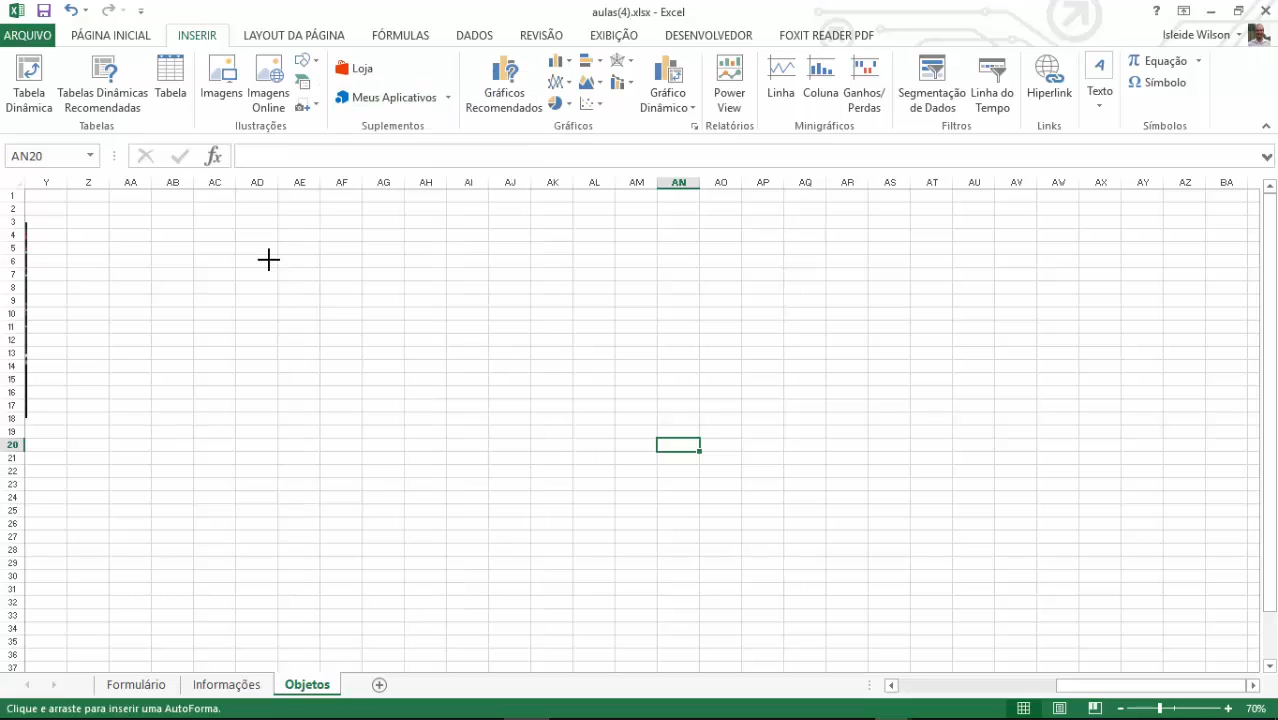 aulas(4).xlsx - Excel
?
ARQUIVO PÁGINA INICIAL INSERIR LAYOUT DA PÁGINA FÓRMULAS DADOS REVISÃO EXIBIÇÃO DESENVOLVEDOR FOXIT READER PDF Isleide Wilson
Tabela Dinâmica
Tabelas Dinâmicas Recomendadas
Tabela
Tabelas
Imagens
Imagens Online
Ilustrações
Loja
Meus Aplicativos
Suplementos
Gráficos Recomendados
Gráfico Dinâmico
Gráficos
Power View
Relatórios
Linha
Coluna
Ganhos/ Perdas
Minigráficos
Segmentação de Dados
Linha do Tempo
Filtros
Hiperlink
Links
Texto
π Equação
Ω Símbolo
Símbolos
AN20
fx
Y Z AA AB AC AD AE AF AG AH AI AJ AK AL AM AN AO AP AQ AR AS AT AU AV AW AX AY AZ BA
1
2
3
4
5
6
7
8
9
10
11
12
13
14
15
16
17
18
19
20
21
22
23
24
25
26
27
28
29
30
31
32
33
34
35
36
37
Formulário Informações Objetos
Clique e arraste para inserir uma AutoForma.
70%